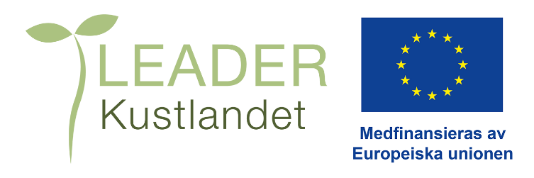 LEADER
Kustlandet
Medfinansieras av
Europeiska unionen